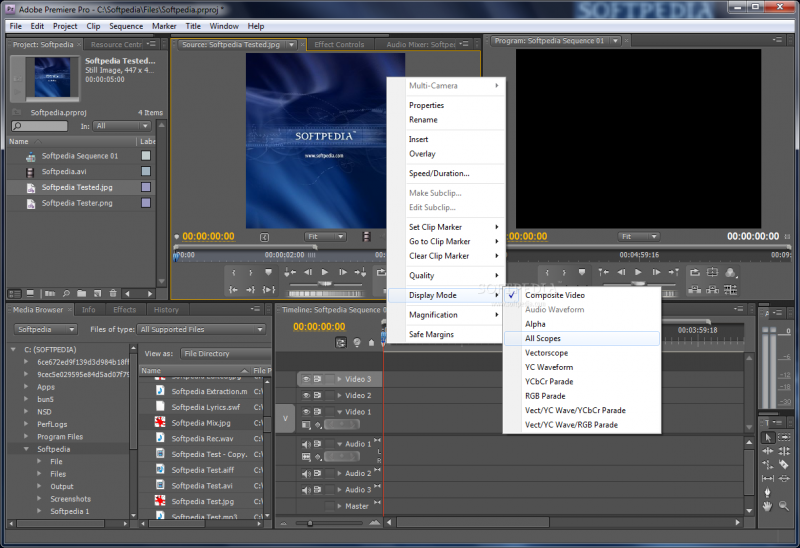 SOFTPEDIA
Adobe Premiere Pro - C:\Softpedia\Files\Softpedia.prproj *
File Edit Project Clip Sequence Marker Title Window Help
Project: Softpedia
Resource Centr
Softpedia Tested....
Still Image, 447 x 4...
00:00:05:00
Softpedia.prproj 4 Items
In: All
Name Labe
Softpedia Sequence 01
Softpedia.avi
Softpedia Tested.jpg
Softpedia Tester.png
Source: Softpedia Tested.jpg Effect Controls Audio Mixer: Softpe
SOFTPEDIA
www.softpedia.com
00:00:00:00 Fit
00:00:02:00
Program: Softpedia Sequence 01
Fit 00:00:00:00
00:04:59:16 00:09:
Multi-Camera
Properties
Rename
Insert
Overlay
Speed/Duration...
Make Subclip...
Edit Subclip...
Set Clip Marker
Go to Clip Marker
Clear Clip Marker
Quality
Display Mode
Magnification
Safe Margins
Composite Video
Audio Waveform
Alpha
All Scopes
Vectorscope
YC Waveform
YCbCr Parade
RGB Parade
Vect/YC Wave/YCbCr Parade
Vect/YC Wave/RGB Parade
Media Browser Info Effects History
Softpedia Files of type: All Supported Files
View as: File Directory
C: (SOFTPEDIA)
6ce672ed9f139d3d984b18ff
9cec5e029595e84d5ad07f79
Apps
bunS
NSD
PerfLogs
Program Files
Softpedia
File
Files
Output
Screenshots
Softpedia 1
Name File P
Softpedia Extraction.m C:\
Softpedia Lyrics.swf C:\
Softpedia Mix.jpg C:\
Softpedia Rec.wav C:\
Softpedia Test - Copy. C:\
Softpedia Test.aiff C:\
Softpedia Test.avi C:\
Softpedia Test.jpg C:\
Softpedia Test.mp3 C:\
Timeline: Softpedia Sequence 0
00:00:00:00
00:03:59:18
Video 3
Video 2
V Video 1
Audio 1
L
R
Audio 2
Audio 3
Master
A
0
T